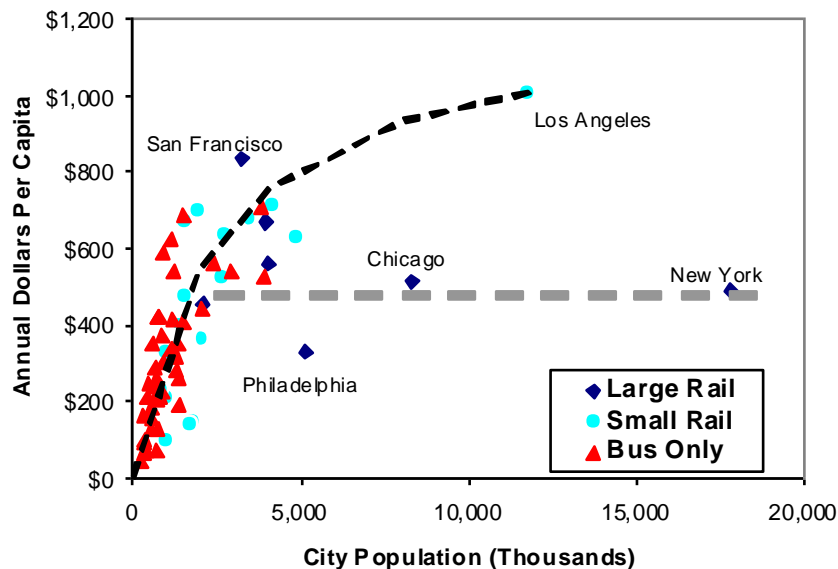 $1,200
$1,000
$800
$600
$400
$200
$0
Annual Dollars Per Capita
San Francisco
Los Angeles
Chicago
New York
Philadelphia
Large Rail
Small Rail
Bus Only
0
5,000
10,000
15,000
20,000
City Population (Thousands)